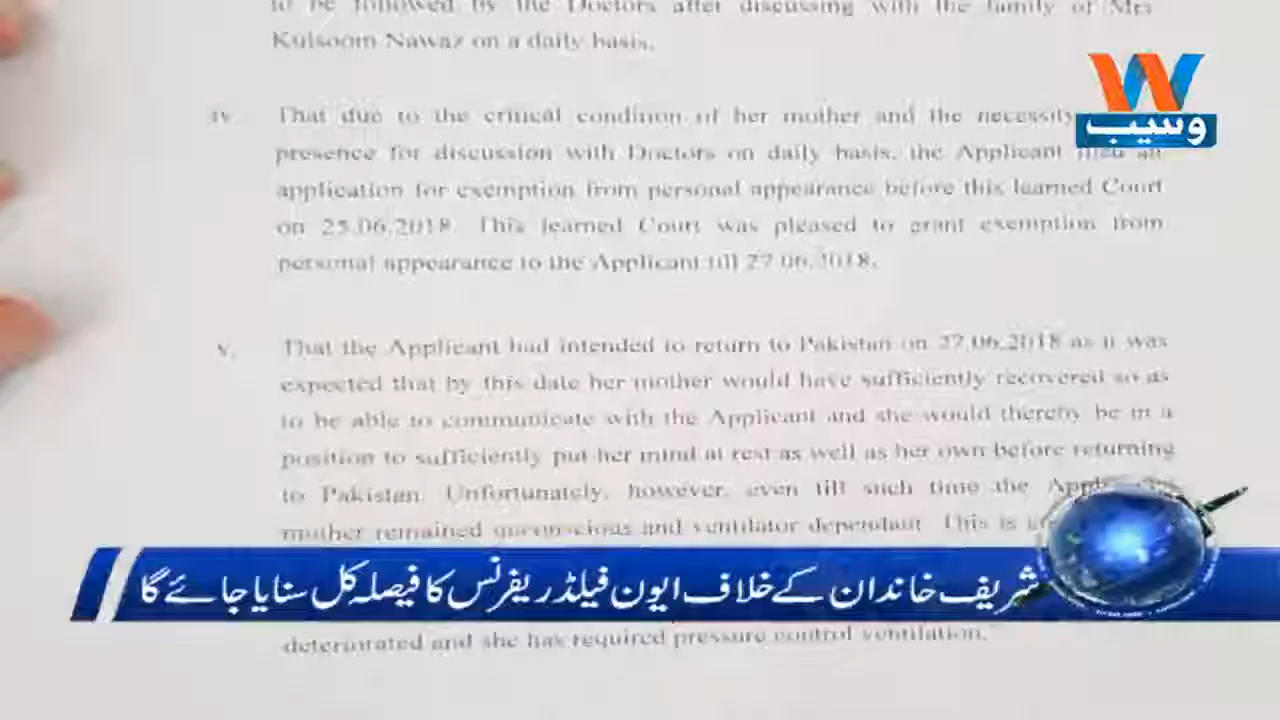 to be followed by the Doctors after discussing with the family of Mrs
Kulsoom Nawaz on a daily basis.
وسیب
iv. That due to the critical condition of her mother and the necessity
presence for discussion with Doctors on daily basis, the Applicant filed an
application for exemption from personal appearance before this learned Court
on 25.06.2018. This learned Court was pleased to grant exemption from
personal appearance to the Applicant till 27.06.2018.
v. That the Applicant had intended to return to Pakistan on 27.06.2018 as it was
expected that by this date her mother would have sufficiently recovered so as
to be able to communicate with the Applicant and she would thereby be in a
position to sufficiently put her mind at rest as well as her own before returning
to Pakistan. Unfortunately, however, even till such time the
mother remained unconscious and ventilator dependant. This is
شریف خاندان کے خلاف ایون فیلڈ ریفرنس کا فیصلہ کل سنایا جائے گا
deteriorated and she has required pressure control ventilation."